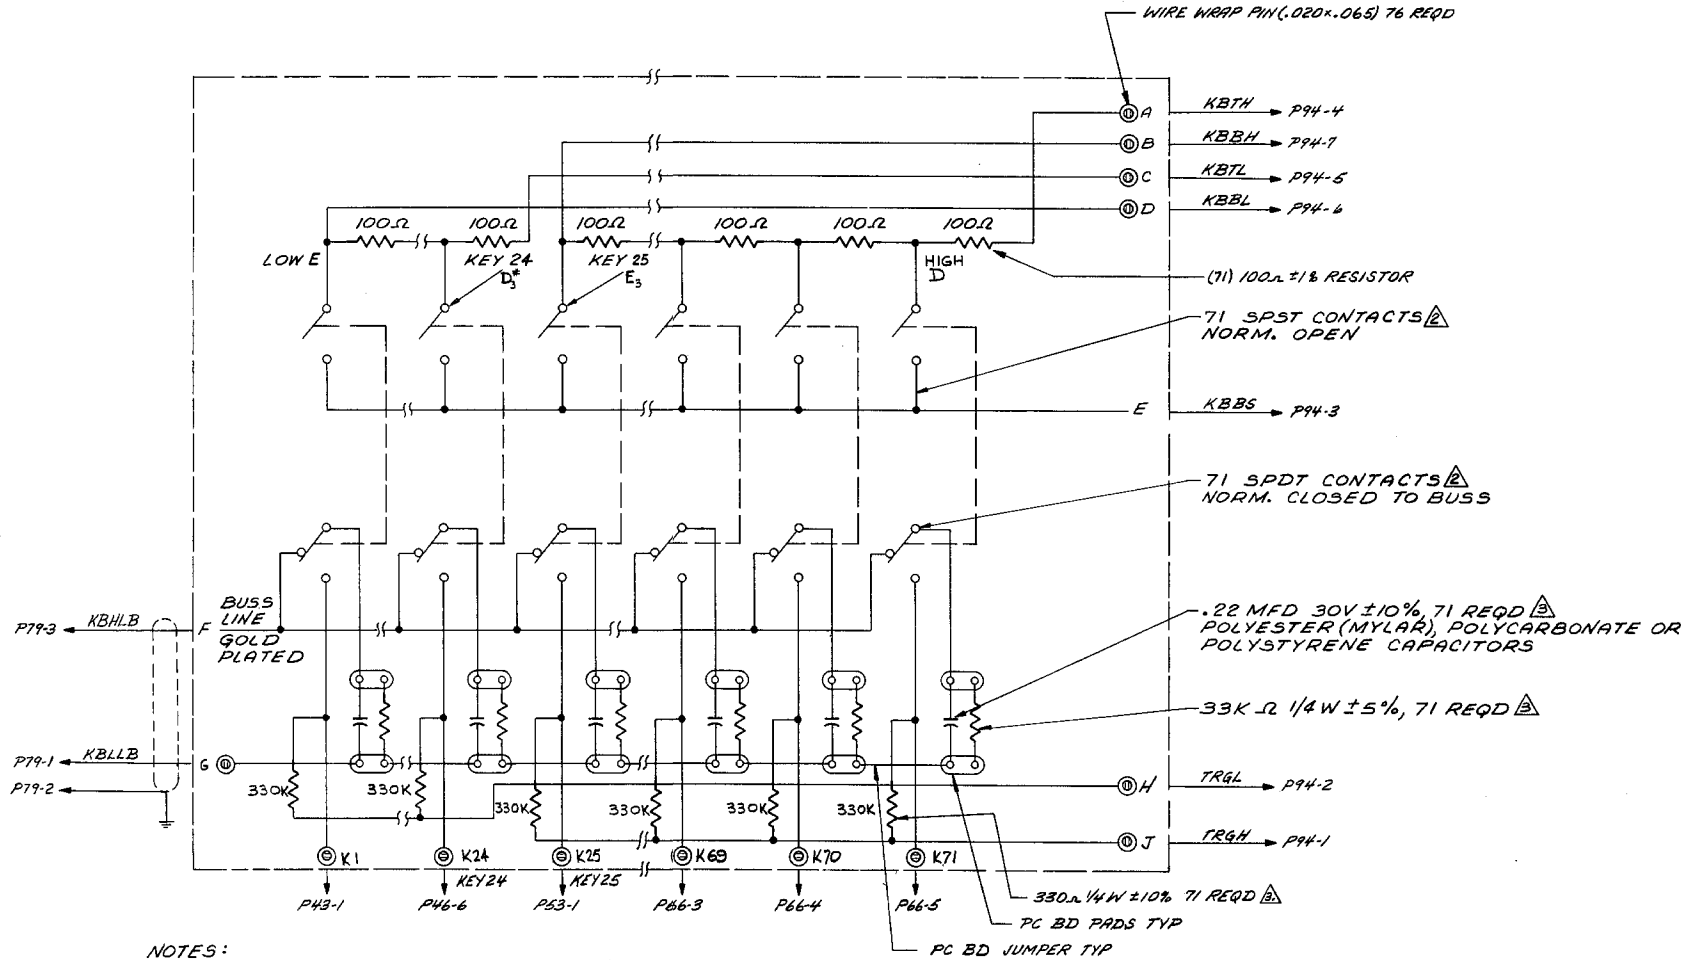 WIRE WRAP PIN (.020x.065) 76 REQD
A KBTH P94-4
B KBBH P94-7
C KBTL P94-5
D KBBL P94-6
100Ω 100Ω 100Ω 100Ω 100Ω 100Ω
LOW E
KEY 24
D₃*
KEY 25
E₃
HIGH
D
(71) 100Ω ±1% RESISTOR
71 SPST CONTACTS 2
NORM. OPEN
E KBBS P94-3
71 SPDT CONTACTS 2
NORM. CLOSED TO BUSS
P79-3 KBHLB F
BUSS
LINE
GOLD
PLATED
.22 MFD 30V ±10%, 71 REQD 3
POLYESTER (MYLAR), POLYCARBONATE OR
POLYSTYRENE CAPACITORS
33K Ω 1/4 W ±5%, 71 REQD 3
P79-1 KBLLB G
P79-2
330K 330K 330K 330K 330K 330K
H TRGL P94-2
J TRGH P94-1
K1 K24 K25 K69 K70 K71
KEY 24 KEY 25
P43-1 P46-6 P53-1 P66-3 P66-4 P66-5
330Ω 1/4W ±10% 71 REQD 3.
PC BD PADS TYP
PC BD JUMPER TYP
NOTES: